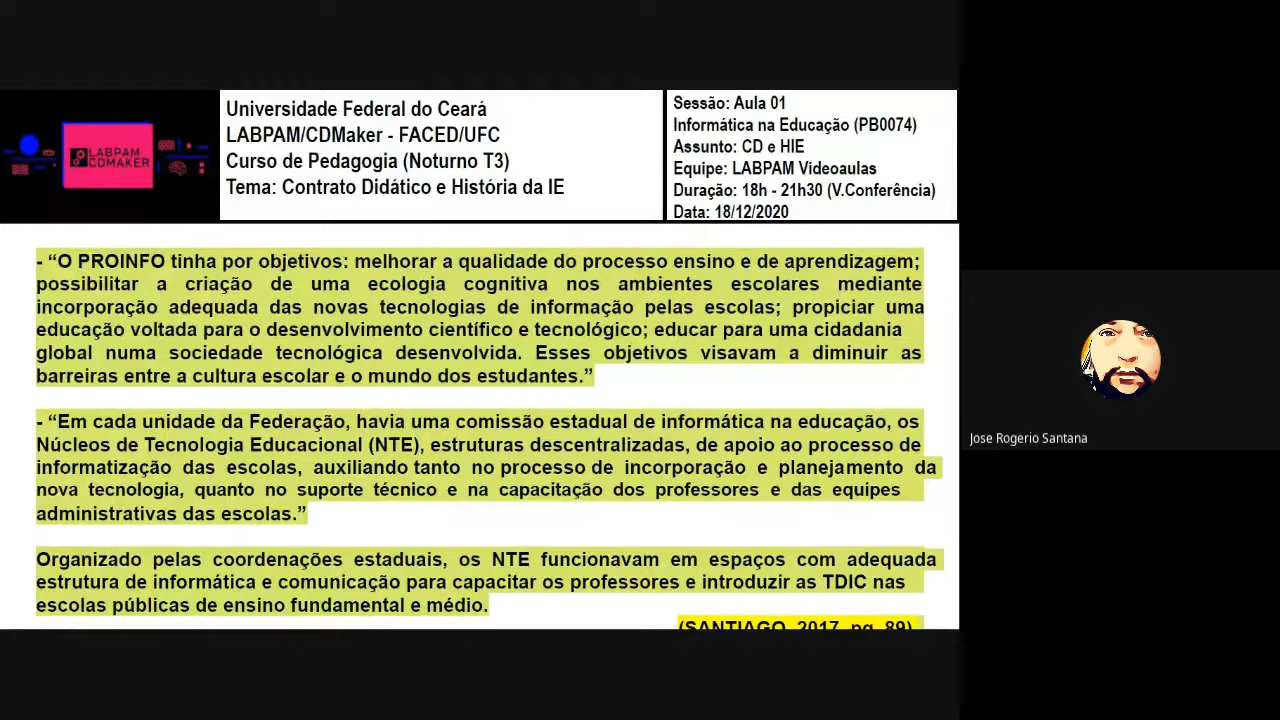 LABPAM
CDMAKER
Universidade Federal do Ceará
LABPAM/CDMaker - FACED/UFC
Curso de Pedagogia (Noturno T3)
Tema: Contrato Didático e História da IE
Sessão: Aula 01
Informática na Educação (PB0074)
Assunto: CD e HIE
Equipe: LABPAM Videoaulas
Duração: 18h - 21h30 (V.Conferência)
Data: 18/12/2020
- “O PROINFO tinha por objetivos: melhorar a qualidade do processo ensino e de aprendizagem;
possibilitar a criação de uma ecologia cognitiva nos ambientes escolares mediante
incorporação adequada das novas tecnologias de informação pelas escolas; propiciar uma
educação voltada para o desenvolvimento científico e tecnológico; educar para uma cidadania
global numa sociedade tecnológica desenvolvida. Esses objetivos visavam a diminuir as
barreiras entre a cultura escolar e o mundo dos estudantes.”
- “Em cada unidade da Federação, havia uma comissão estadual de informática na educação, os
Núcleos de Tecnologia Educacional (NTE), estruturas descentralizadas, de apoio ao processo de
informatização das escolas, auxiliando tanto no processo de incorporação e planejamento da
nova tecnologia, quanto no suporte técnico e na capacitação dos professores e das equipes
administrativas das escolas.”
Organizado pelas coordenações estaduais, os NTE funcionavam em espaços com adequada
estrutura de informática e comunicação para capacitar os professores e introduzir as TDIC nas
escolas públicas de ensino fundamental e médio.
(SANTIAGO, 2017, pg. 89)
Jose Rogerio Santana